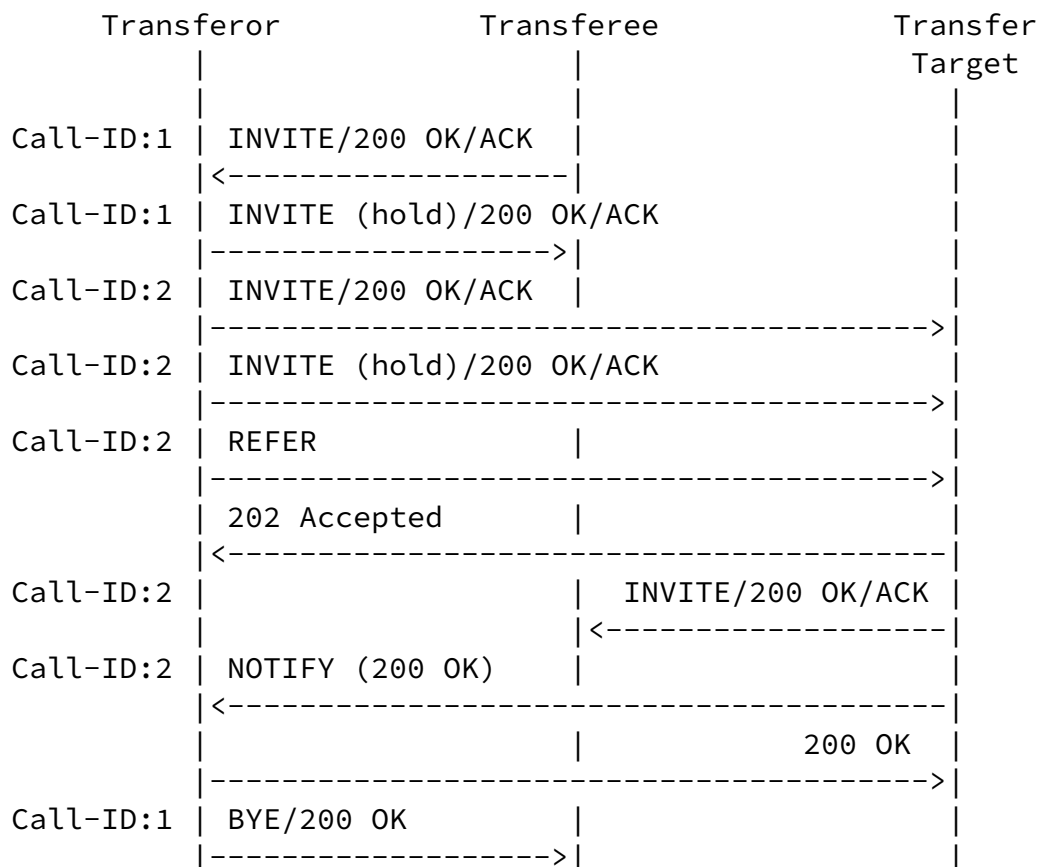 Transferor Transferee Transfer
Target
Call-ID:1 INVITE/200 OK/ACK
Call-ID:1 INVITE (hold)/200 OK/ACK
Call-ID:2 INVITE/200 OK/ACK
Call-ID:2 INVITE (hold)/200 OK/ACK
Call-ID:2 REFER
202 Accepted
Call-ID:2 INVITE/200 OK/ACK
Call-ID:2 NOTIFY (200 OK)
200 OK
Call-ID:1 BYE/200 OK